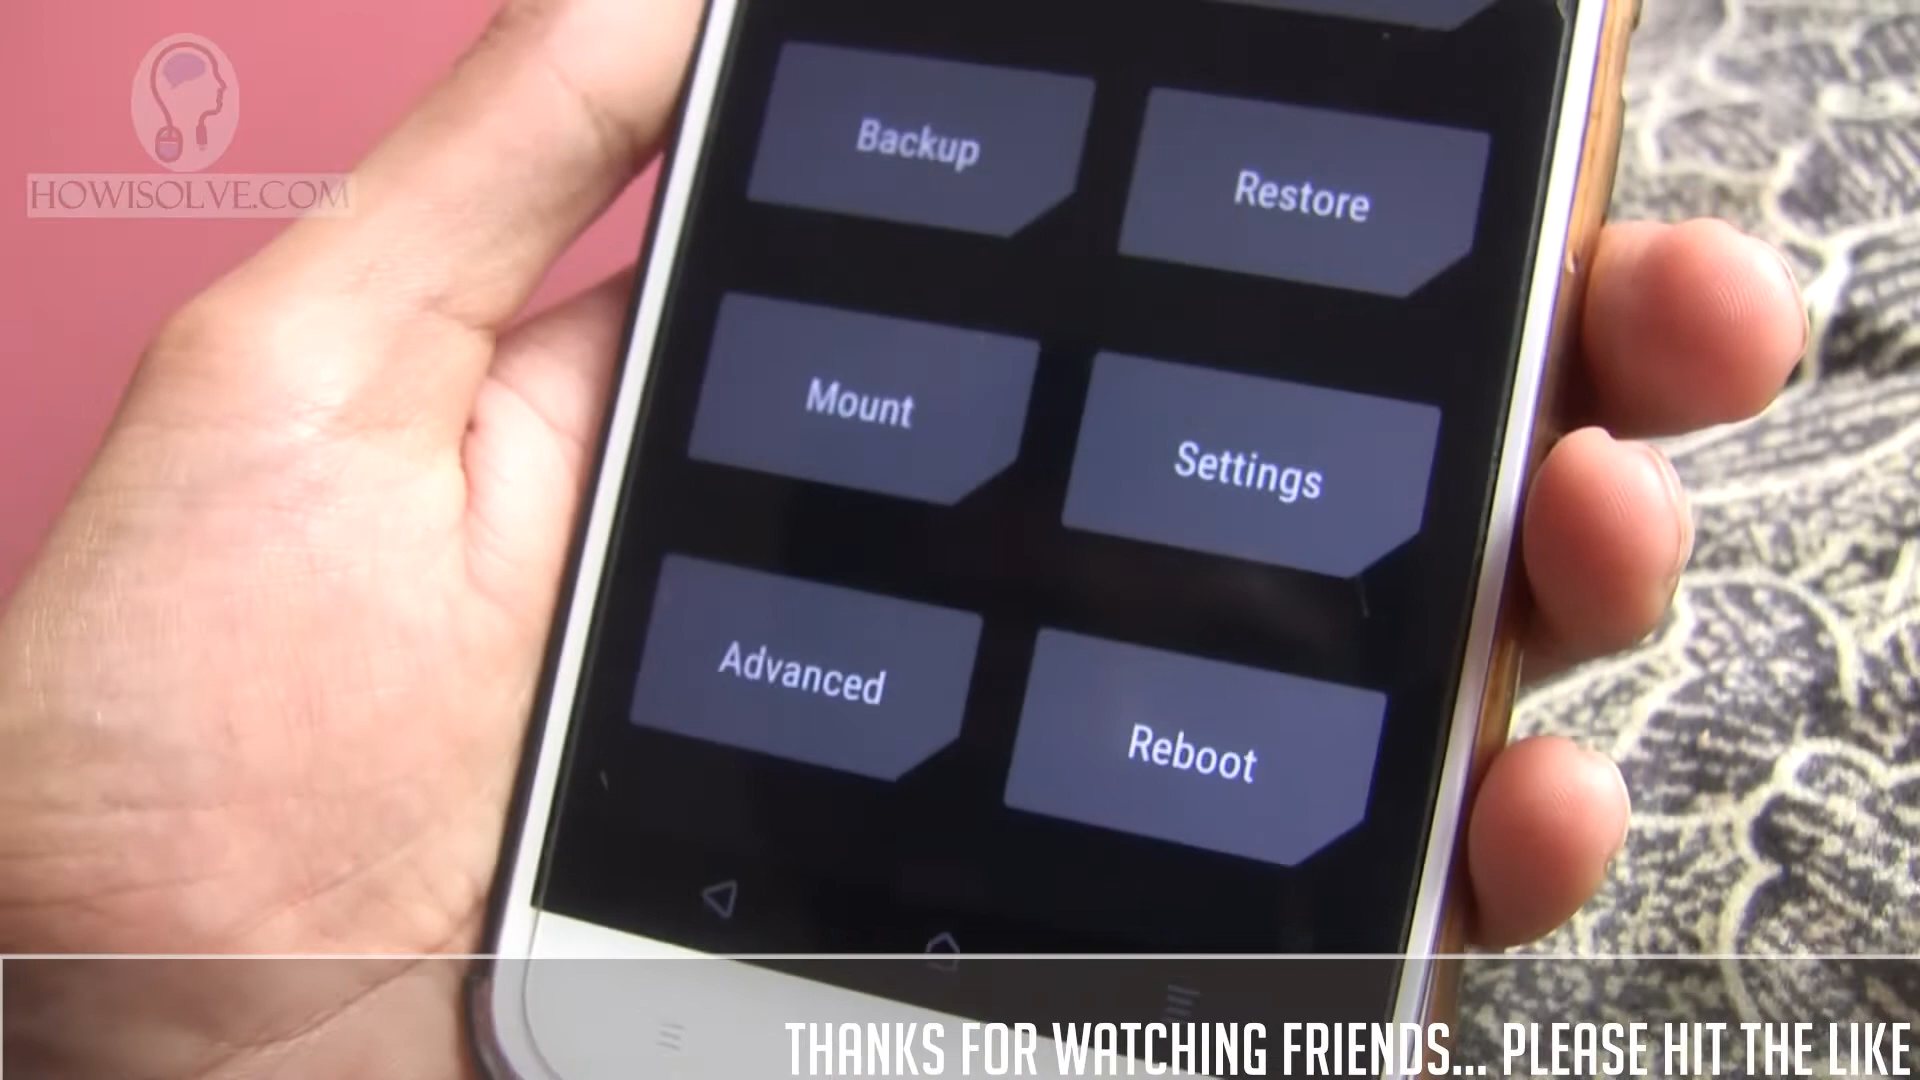 HOWISOLVE.COM
Backup
Restore
Mount
Settings
Advanced
Reboot
THANKS FOR WATCHING FRIENDS... PLEASE HIT THE LIKE